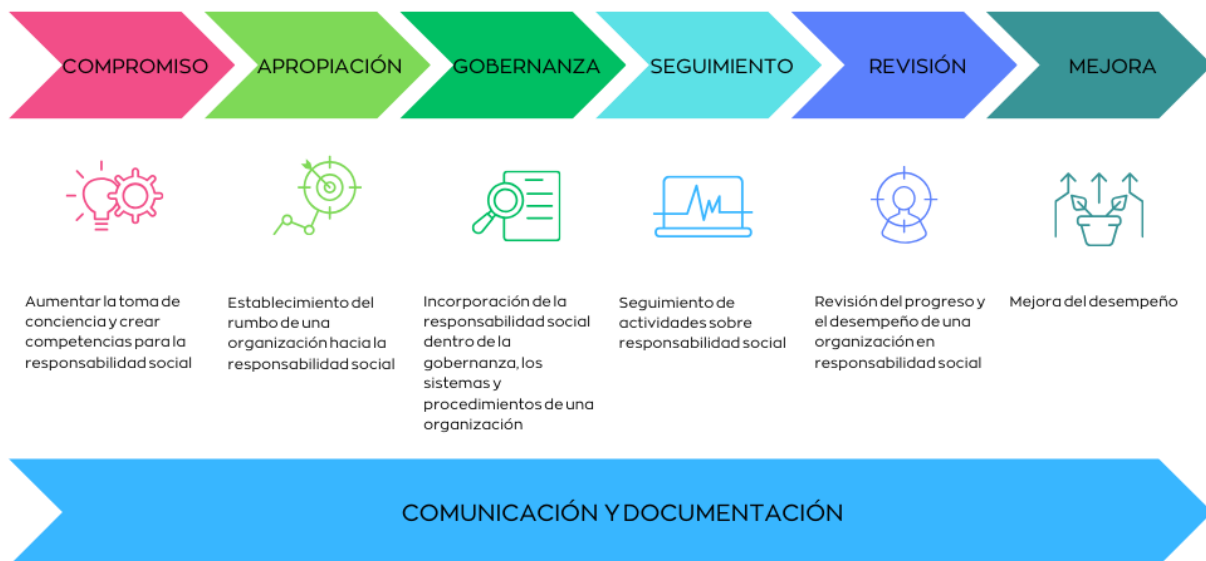 COMPROMISO
APROPIACIÓN
GOBERNANZA
SEGUIMIENTO
REVISIÓN
MEJORA
Aumentar la toma de
conciencia y crear
competencias para la
responsabilidad social
Establecimiento del
rumbo de una
organización hacia la
responsabilidad social
Incorporación de la
responsabilidad social
dentro de la
gobernanza, los
sistemas y
procedimientos de una
organización
Seguimiento de
actividades sobre
responsabilidad social
Revisión del progreso y
el desempeño de una
organización en
responsabilidad social
Mejora del desempeño
COMUNICACIÓN Y DOCUMENTACIÓN